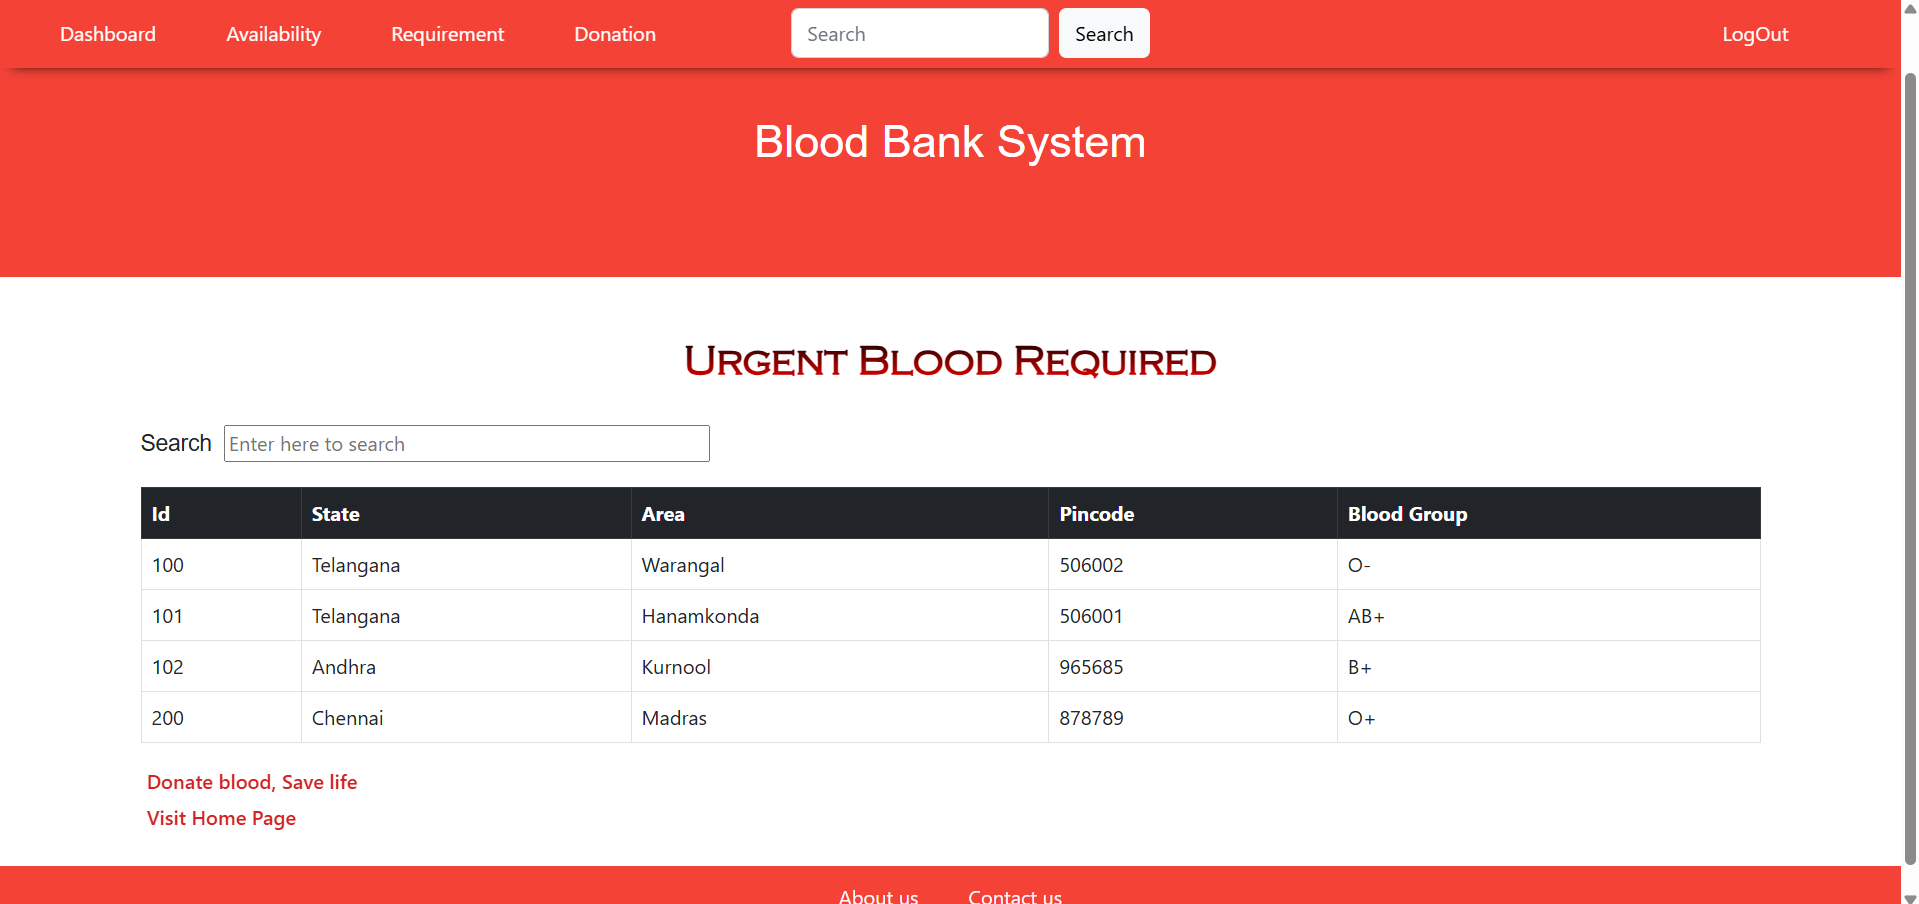 Dashboard Availability Requirement Donation Search Search LogOut
Blood Bank System
Urgent Blood Required
Search Enter here to search
Id State Area Pincode Blood Group
100 Telangana Warangal 506002 O-
101 Telangana Hanamkonda 506001 AB+
102 Andhra Kurnool 965685 B+
200 Chennai Madras 878789 O+
Donate blood, Save life
Visit Home Page
About us Contact us